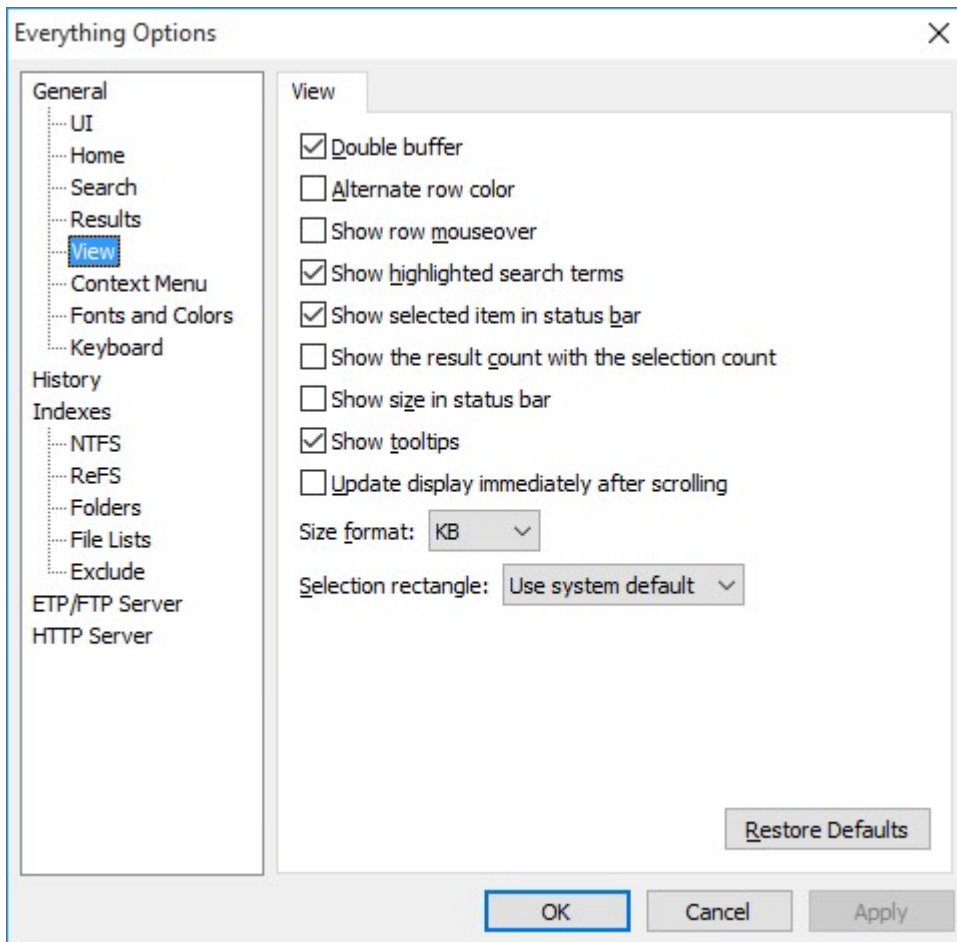 Everything Options
General
UI
Home
Search
Results
View
Context Menu
Fonts and Colors
Keyboard
History
Indexes
NTFS
ReFS
Folders
File Lists
Exclude
ETP/FTP Server
HTTP Server
View
Double buffer
Alternate row color
Show row mouseover
Show highlighted search terms
Show selected item in status bar
Show the result count with the selection count
Show size in status bar
Show tooltips
Update display immediately after scrolling
Size format: KB
Selection rectangle: Use system default
Restore Defaults
OK Cancel Apply